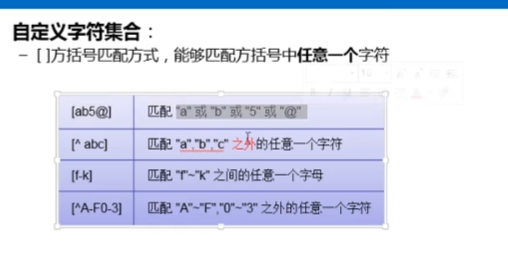 自定义字符集合：
– [ ]方括号匹配方式，能够匹配方括号中任意一个字符
[ab5@] 匹配 "a" 或 "b" 或 "5" 或 "@"
[^ abc] 匹配 "a","b","c" 之外的任意一个字符
[f-k] 匹配 "f"~"k" 之间的任意一个字母
[^A-F0-3] 匹配 "A"~"F","0"~"3" 之外的任意一个字符